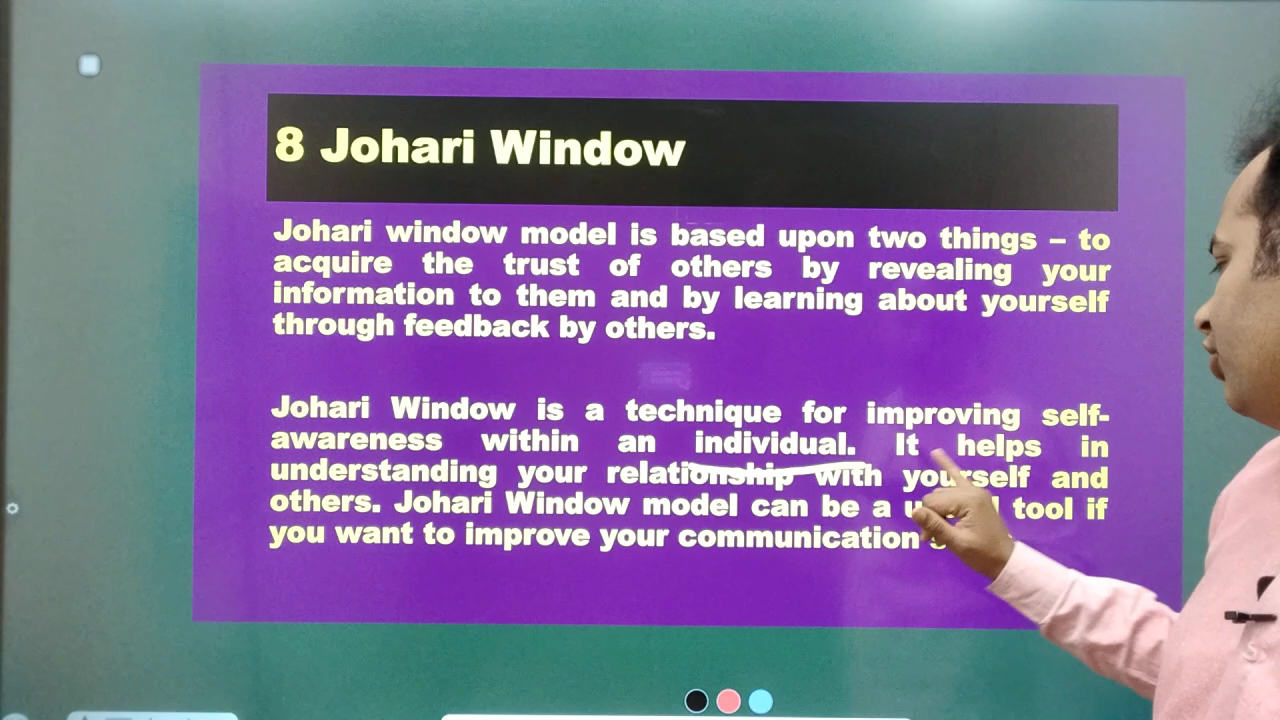 8 Johari Window
Johari window model is based upon two things – to
acquire the trust of others by revealing your
information to them and by learning about yourself
through feedback by others.
Johari Window is a technique for improving self-
awareness within an individual. It helps in
understanding your relationship with yourself and
others. Johari Window model can be a tool if
you want to improve your communication